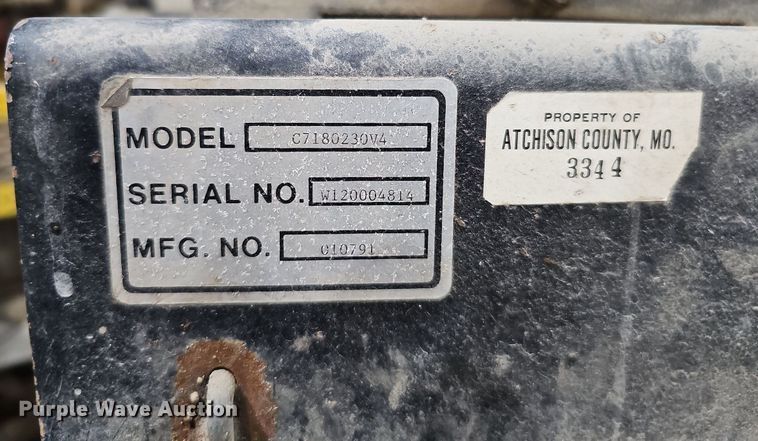 MODEL C7180230V4
SERIAL NO. W120004814
MFG. NO. 010791
PROPERTY OF
ATCHISON COUNTY, MO.
3344
Purple Wave Auction